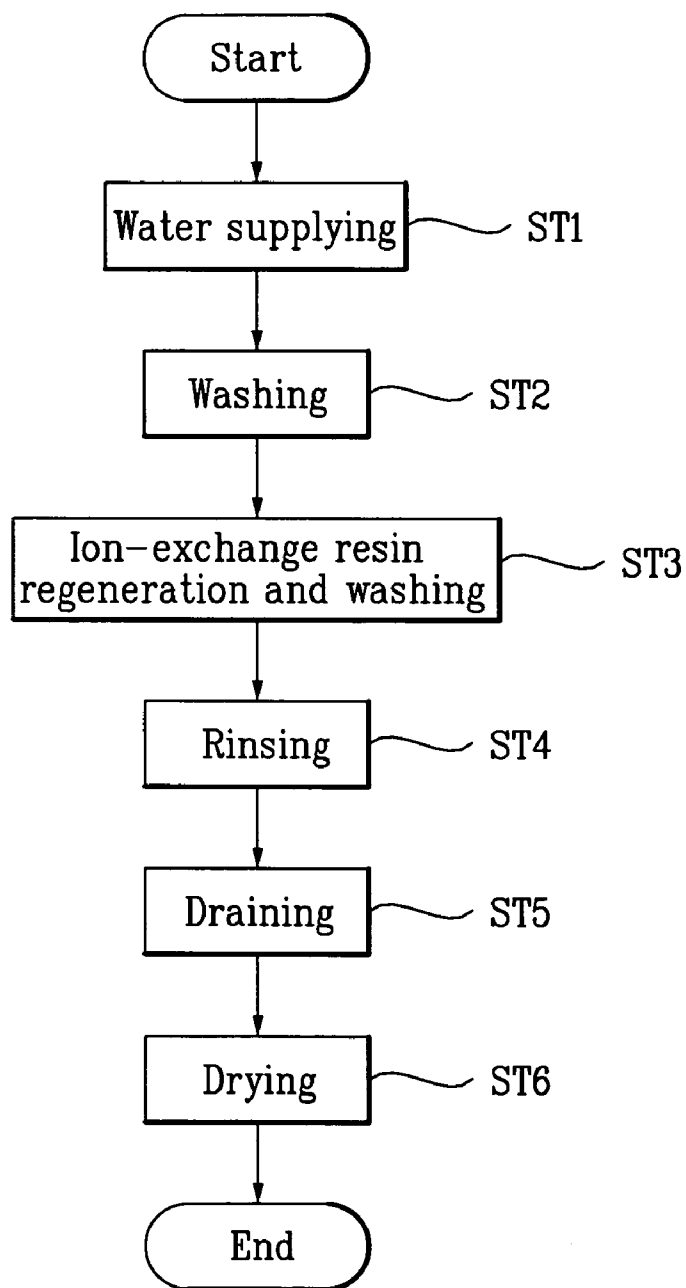 Start
Water supplying
ST1
Washing
ST2
Ion-exchange resin
regeneration and washing
ST3
Rinsing
ST4
Draining
ST5
Drying
ST6
End